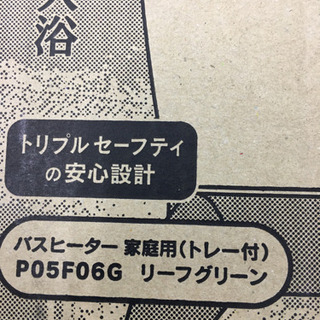 浴
トリプル セーフティ
の安心設計
バスヒーター 家庭用(トレー付)
P05F06G リーフグリーン